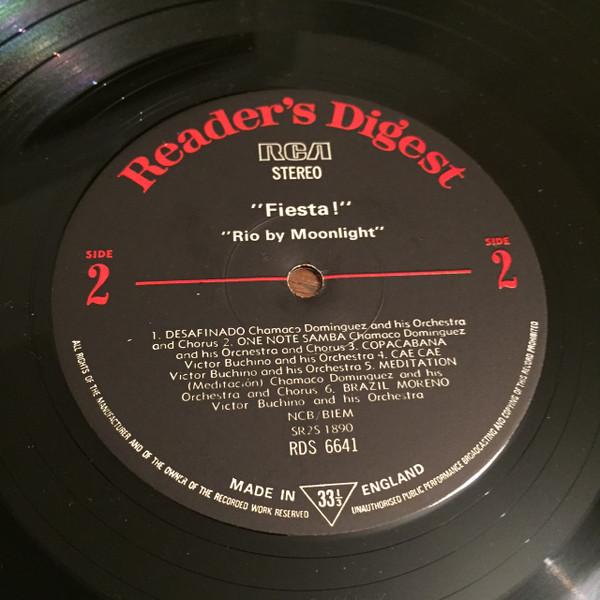 Reader's Digest
RCA
STEREO
"Fiesta!"
"Rio by Moonlight"
SIDE
2
SIDE
2
1. DESAFINADO Chamaco Dominguez and his Orchestra
and Chorus 2. ONE NOTE SAMBA Chamaco Dominguez
and his Orchestra and Chorus 3. COPACABANA
Victor Buchino and his Orchestra 4. CAE CAE
Victor Buchino and his Orchestra 5. MEDITATION
(Meditación) Chamaco Dominguez and his
Orchestra and Chorus 6. BRAZIL MORENO
Victor Buchino and his Orchestra
NCB/BIEM
SR2S 1890
RDS 6641
MADE IN 33⅓ ENGLAND
ALL RIGHTS OF THE MANUFACTURER AND OF THE OWNER OF THE RECORDED WORK RESERVED
UNAUTHORISED PUBLIC PERFORMANCE BROADCASTING AND COPYING OF THIS RECORD PROHIBITED